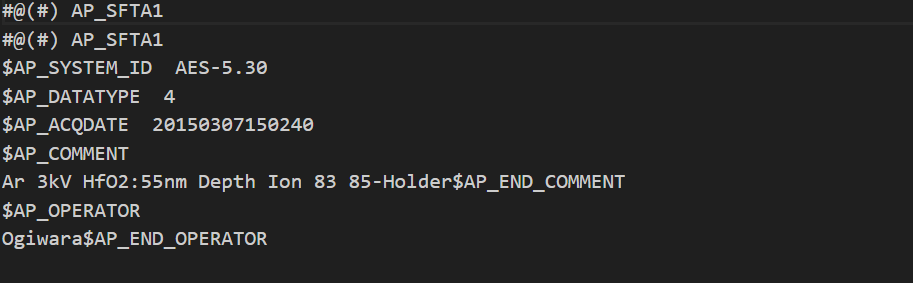 #@(#) AP_SFTA1
#@(#) AP_SFTA1
$AP_SYSTEM_ID  AES-5.30
$AP_DATATYPE  4
$AP_ACQDATE  20150307150240
$AP_COMMENT
Ar 3kV HfO2:55nm Depth Ion 83 85-Holder$AP_END_COMMENT
$AP_OPERATOR
Ogiwara$AP_END_OPERATOR